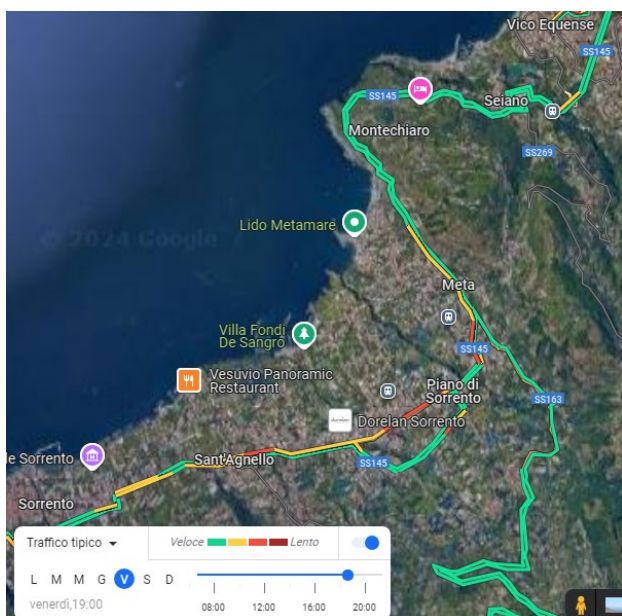 Vico Equense
SS145
SS145
Seiano
Montechiaro
SS269
© 2024 Google
Lido Metamare
Meta
Villa Fondi
De Sangro
SS145
Vesuvio Panoramic
Restaurant
Piano di
Sorrento
SS163
Dorelan Sorrento
le Sorrento
Sant'Agnello
SS145
Sorrento
Traffico tipico
Veloce Lento
L M M G V S D
venerdì,19:00
08:00 12:00 16:00 20:00